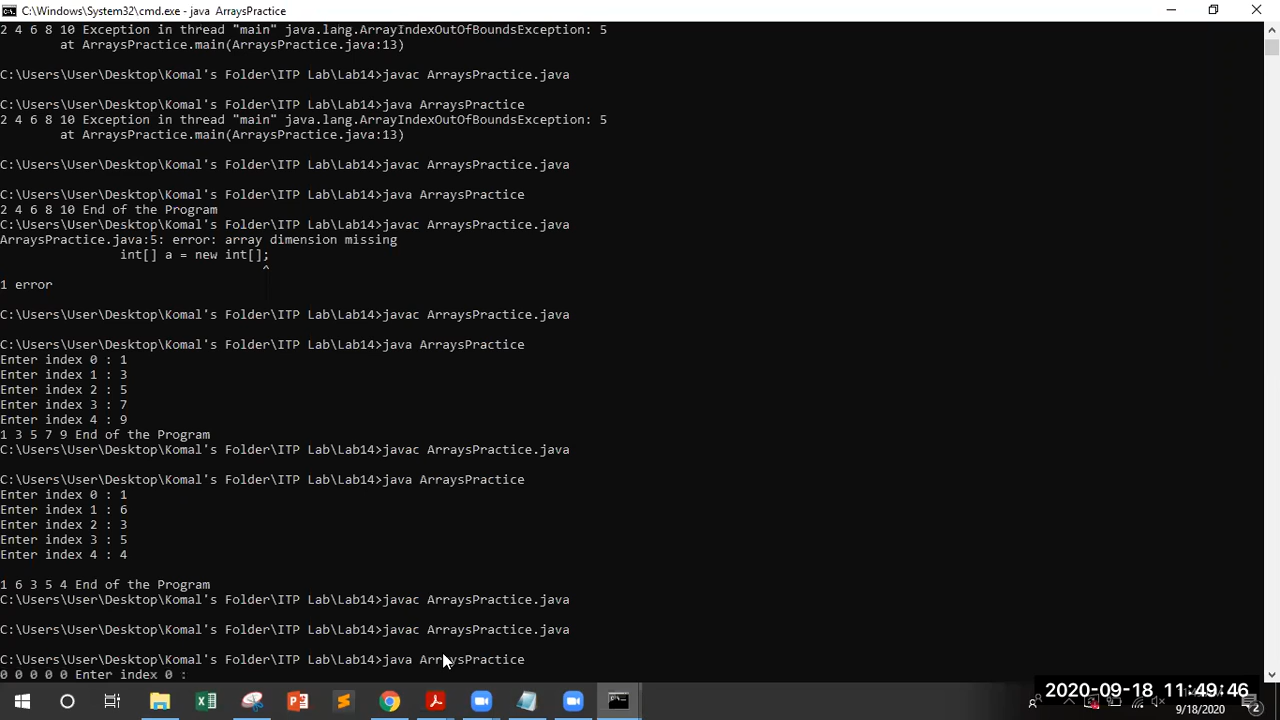 C:\Windows\System32\cmd.exe - java  ArraysPractice
2 4 6 8 10 Exception in thread "main" java.lang.ArrayIndexOutOfBoundsException: 5
        at ArraysPractice.main(ArraysPractice.java:13)
C:\Users\User\Desktop\Komal's Folder\ITP Lab\Lab14>javac ArraysPractice.java
C:\Users\User\Desktop\Komal's Folder\ITP Lab\Lab14>java ArraysPractice
2 4 6 8 10 Exception in thread "main" java.lang.ArrayIndexOutOfBoundsException: 5
        at ArraysPractice.main(ArraysPractice.java:13)
C:\Users\User\Desktop\Komal's Folder\ITP Lab\Lab14>javac ArraysPractice.java
C:\Users\User\Desktop\Komal's Folder\ITP Lab\Lab14>java ArraysPractice
2 4 6 8 10 End of the Program
C:\Users\User\Desktop\Komal's Folder\ITP Lab\Lab14>javac ArraysPractice.java
ArraysPractice.java:5: error: array dimension missing
                int[] a = new int[];
                                   ^
1 error
C:\Users\User\Desktop\Komal's Folder\ITP Lab\Lab14>javac ArraysPractice.java
C:\Users\User\Desktop\Komal's Folder\ITP Lab\Lab14>java ArraysPractice
Enter index 0 : 1
Enter index 1 : 3
Enter index 2 : 5
Enter index 3 : 7
Enter index 4 : 9
1 3 5 7 9 End of the Program
C:\Users\User\Desktop\Komal's Folder\ITP Lab\Lab14>javac ArraysPractice.java
C:\Users\User\Desktop\Komal's Folder\ITP Lab\Lab14>java ArraysPractice
Enter index 0 : 1
Enter index 1 : 6
Enter index 2 : 3
Enter index 3 : 5
Enter index 4 : 4
1 6 3 5 4 End of the Program
C:\Users\User\Desktop\Komal's Folder\ITP Lab\Lab14>javac ArraysPractice.java
C:\Users\User\Desktop\Komal's Folder\ITP Lab\Lab14>javac ArraysPractice.java
C:\Users\User\Desktop\Komal's Folder\ITP Lab\Lab14>java ArraysPractice
0 0 0 0 0 Enter index 0 :
2020-09-18 11:49:46
9/18/2020
2